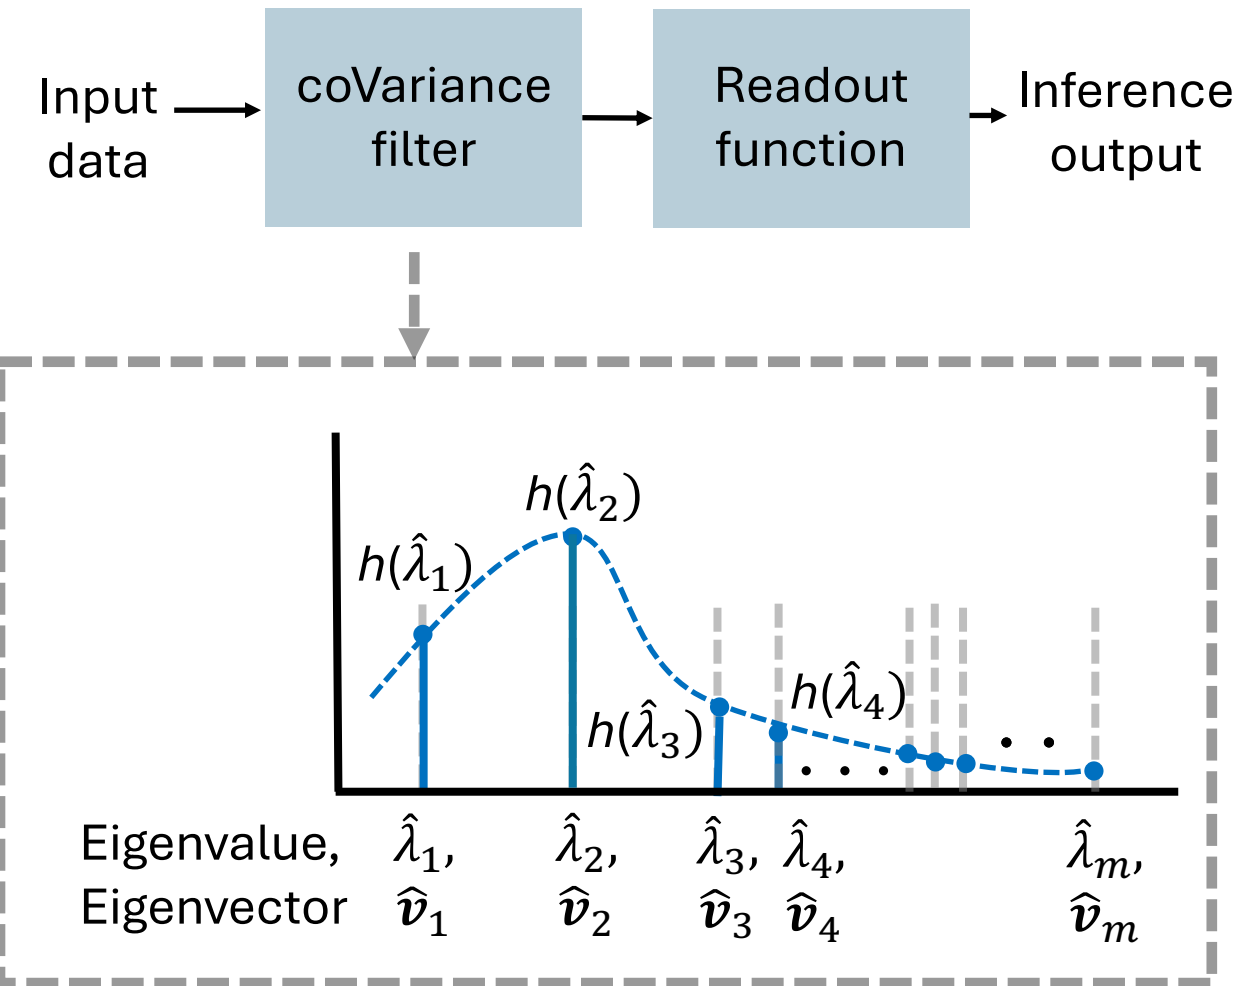 Input
data
coVariance
filter
Readout
function
Inference
output
h(λ̂₁)
h(λ̂₂)
h(λ̂₃)
h(λ̂₄)
. . .
. .
Eigenvalue, λ̂₁, λ̂₂, λ̂₃, λ̂₄, λ̂ₘ,
Eigenvector v̂₁ v̂₂ v̂₃ v̂₄ v̂ₘ